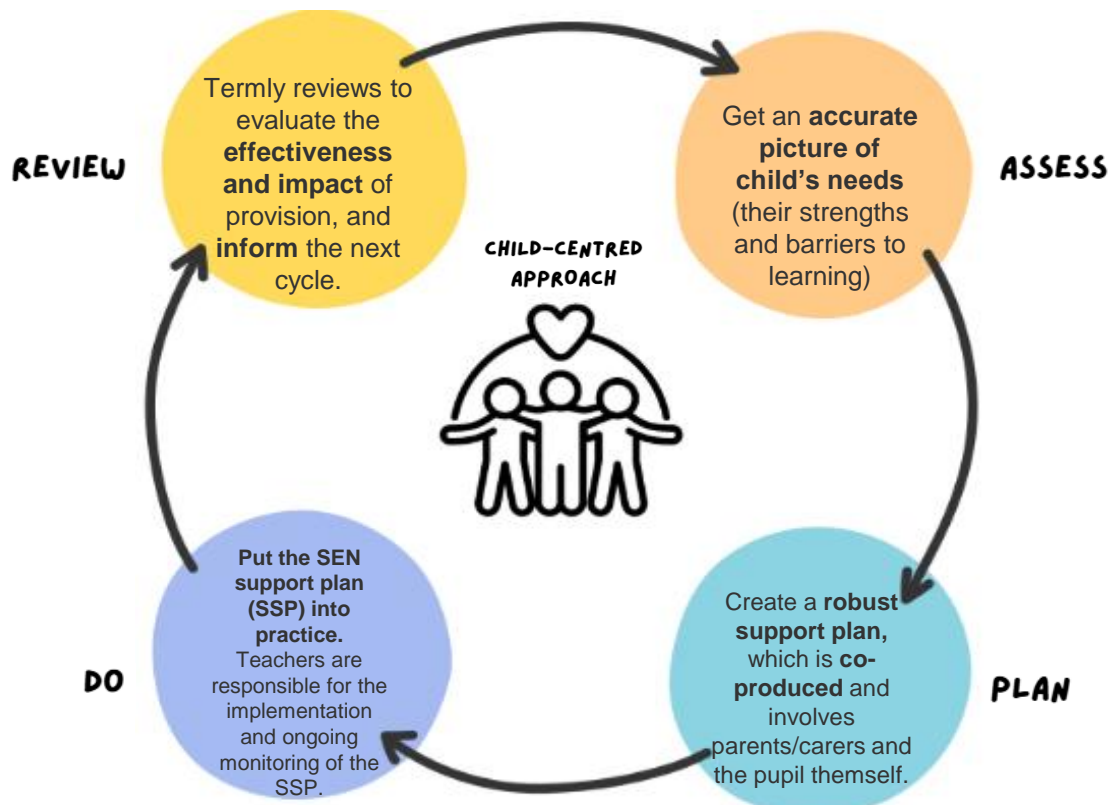 REVIEW
Termly reviews to
evaluate the
effectiveness
and impact of
provision, and
inform the next
cycle.
ASSESS
Get an accurate
picture of
child's needs
(their strengths
and barriers to
learning)
CHILD-CENTRED
APPROACH
PLAN
Create a robust
support plan,
which is co-
produced and
involves
parents/carers and
the pupil themself.
DO
Put the SEN
support plan
(SSP) into
practice.
Teachers are
responsible for the
implementation
and ongoing
monitoring of the
SSP.